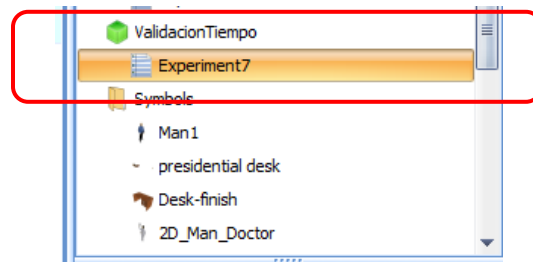 ValidacionTiempo
Experiment7
Symbols
Man1
presidential desk
Desk-finish
2D_Man_Doctor